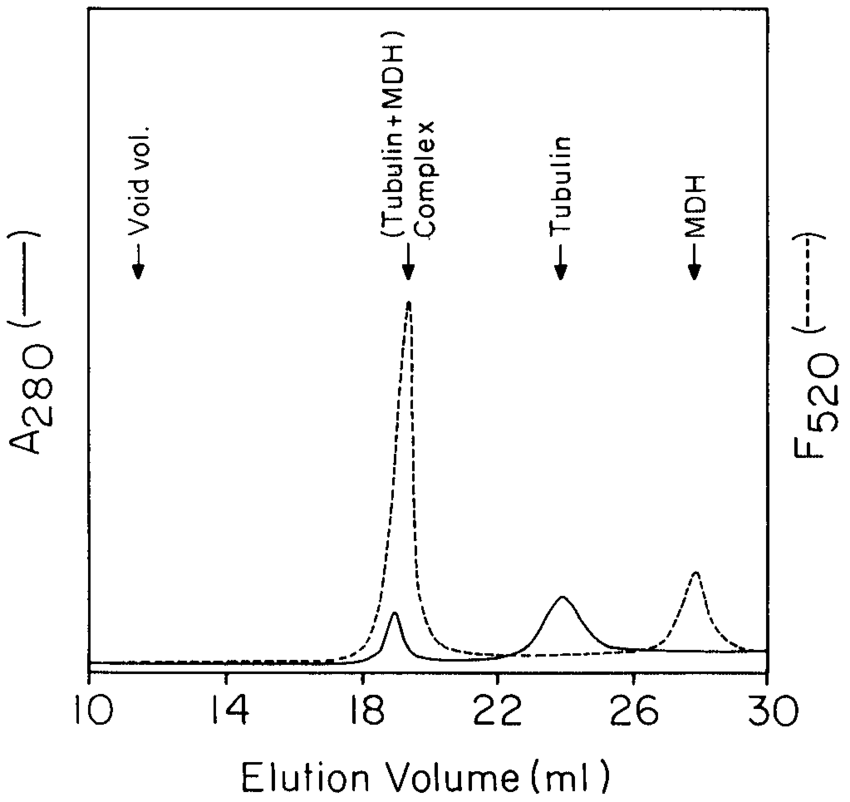 Void vol.
(Tubulin+MDH)
Complex
Tubulin
MDH
A280 (——)
F520 (-----)
10 14 18 22 26 30
Elution Volume (ml)